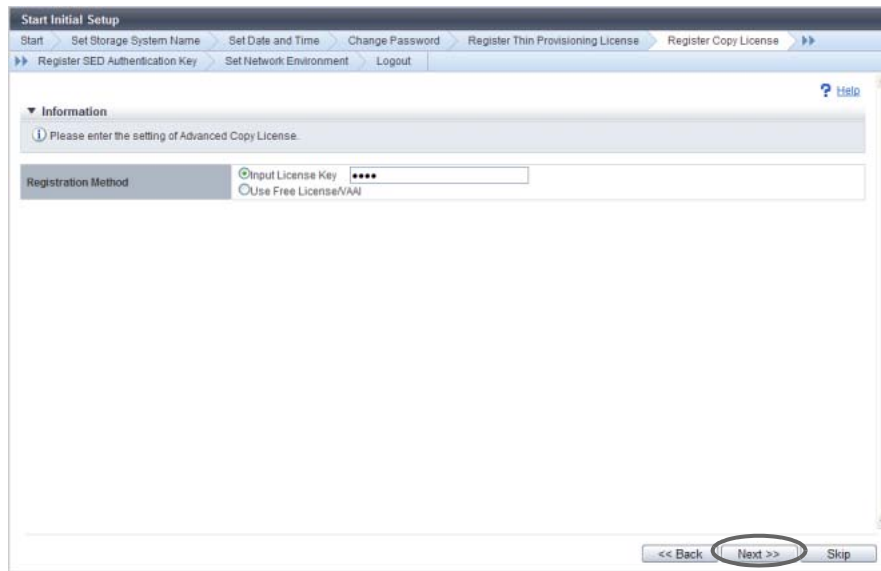 Start Initial Setup
Start Set Storage System Name Set Date and Time Change Password Register Thin Provisioning License Register Copy License
Register SED Authentication Key Set Network Environment Logout
? Help
Information
Please enter the setting of Advanced Copy License.
Registration Method
Input License Key ••••
Use Free License/VAAI
<< Back Next >> Skip